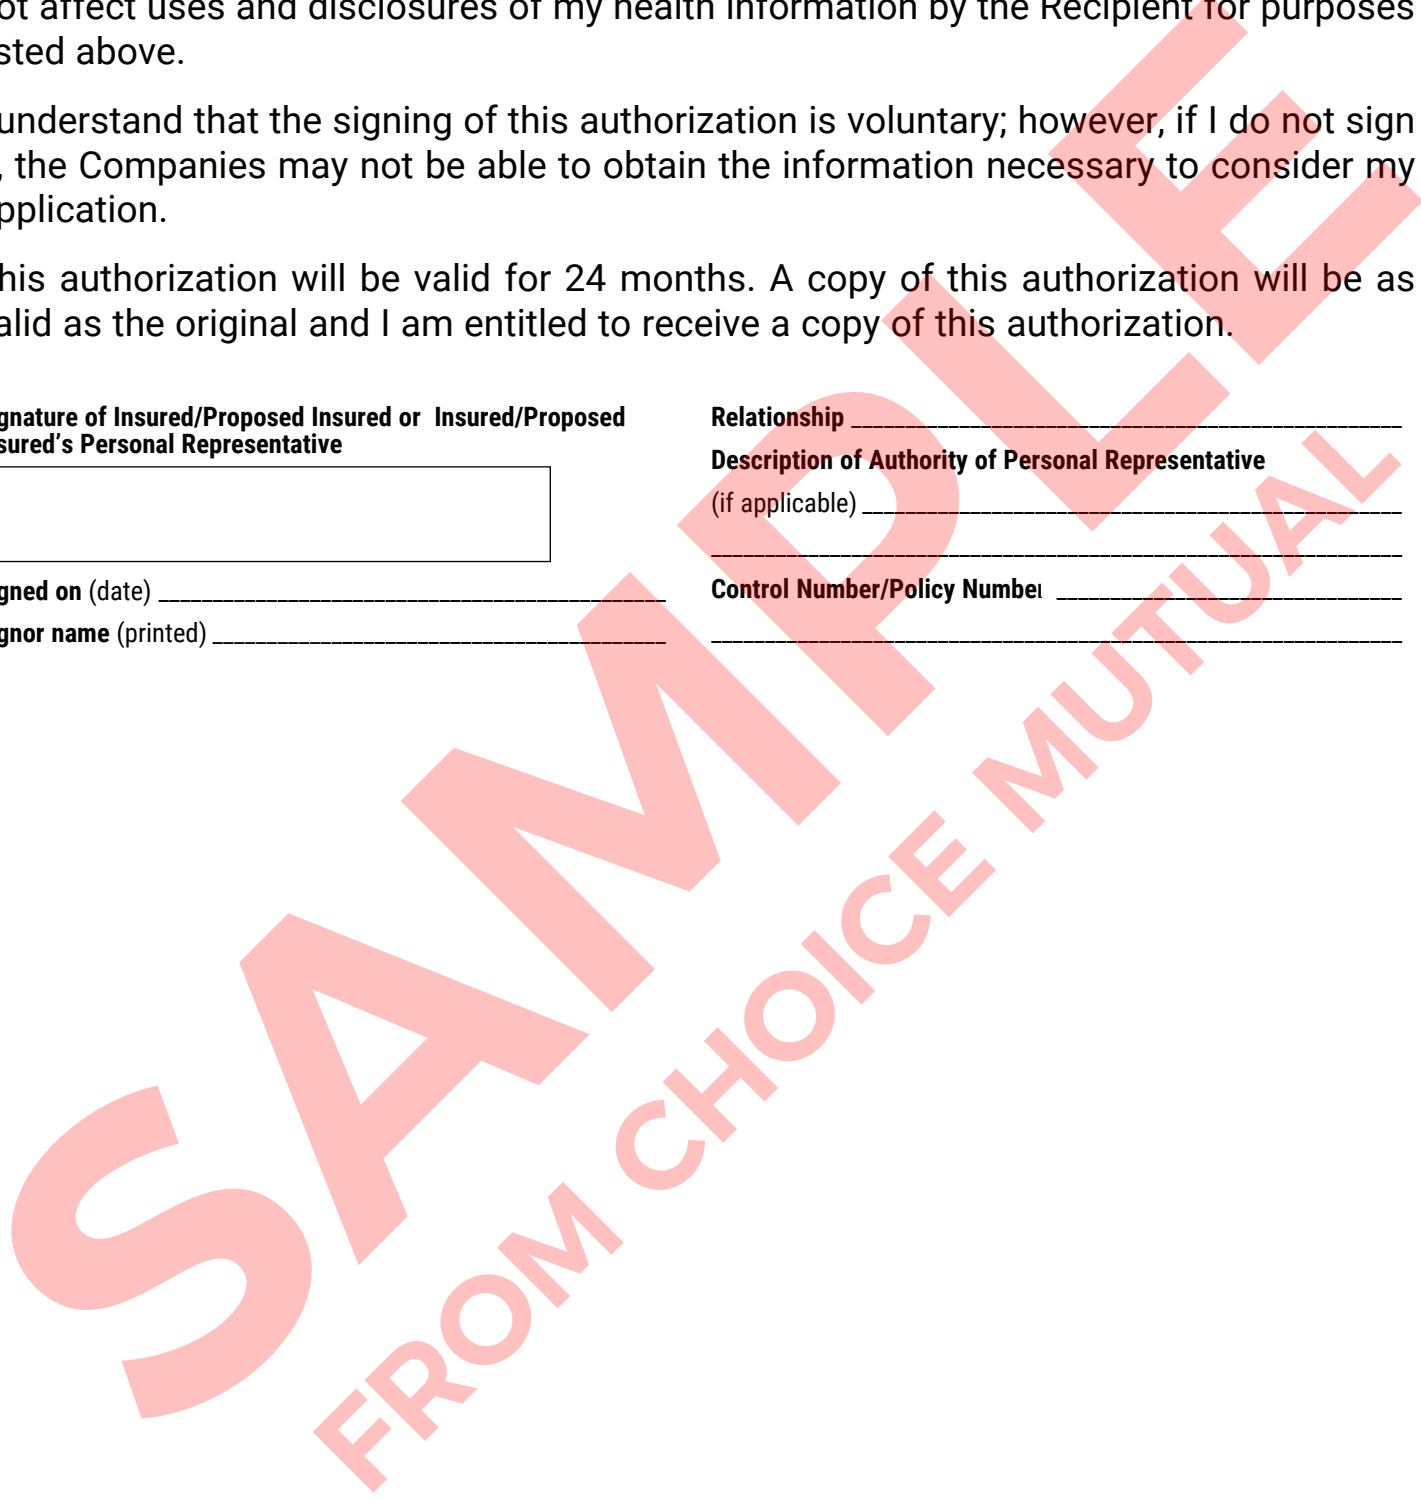 ot affect uses and disclosures of my health information by the Recipient for purposes
sted above.
understand that the signing of this authorization is voluntary; however, if I do not sign
, the Companies may not be able to obtain the information necessary to consider my
pplication.
his authorization will be valid for 24 months. A copy of this authorization will be as
alid as the original and I am entitled to receive a copy of this authorization.
gnature of Insured/Proposed Insured or Insured/Proposed
sured's Personal Representative
gned on (date)
gnor name (printed)
Relationship
Description of Authority of Personal Representative
(if applicable)
Control Number/Policy Number
SAMPLE
FROM CHOICE MUTUAL